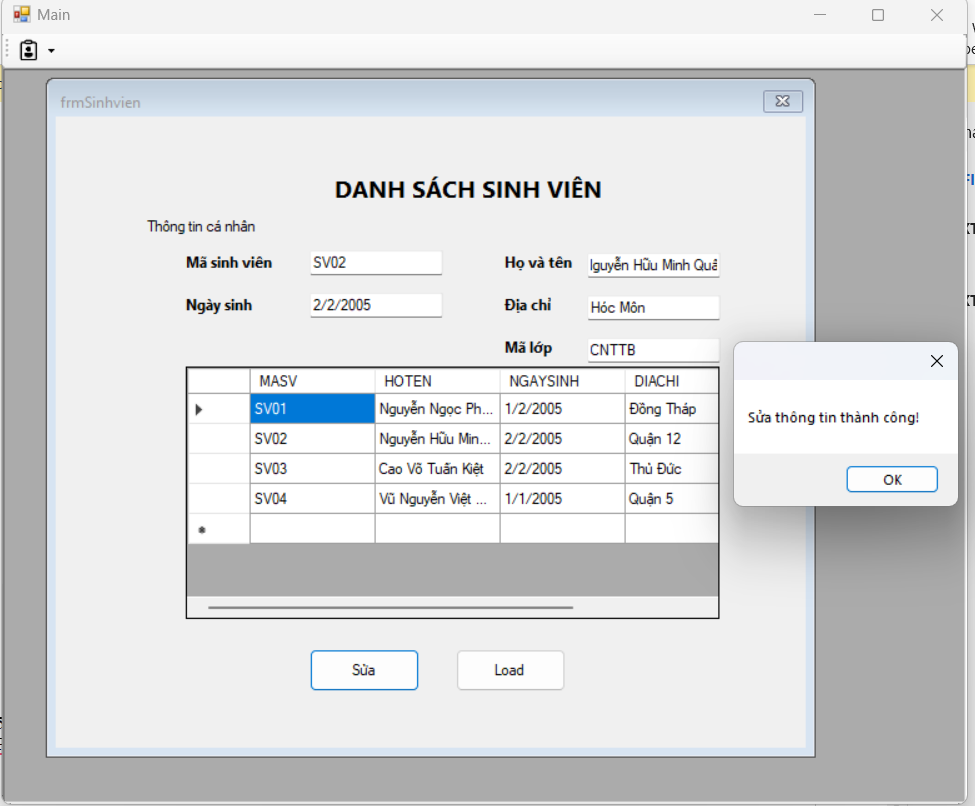 Main
frmSinhvien
DANH SÁCH SINH VIÊN
Thông tin cá nhân
Mã sinh viên SV02 Họ và tên guyễn Hữu Minh Quâ
Ngày sinh 2/2/2005 Địa chỉ Hóc Môn
Mã lớp CNTTB
MASV HOTEN NGAYSINH DIACHI
SV01 Nguyễn Ngọc Ph... 1/2/2005 Đồng Tháp
SV02 Nguyễn Hữu Min... 2/2/2005 Quận 12
SV03 Cao Võ Tuấn Kiệt 2/2/2005 Thủ Đức
SV04 Vũ Nguyễn Việt ... 1/1/2005 Quận 5
Sửa thông tin thành công!
OK
Sửa Load